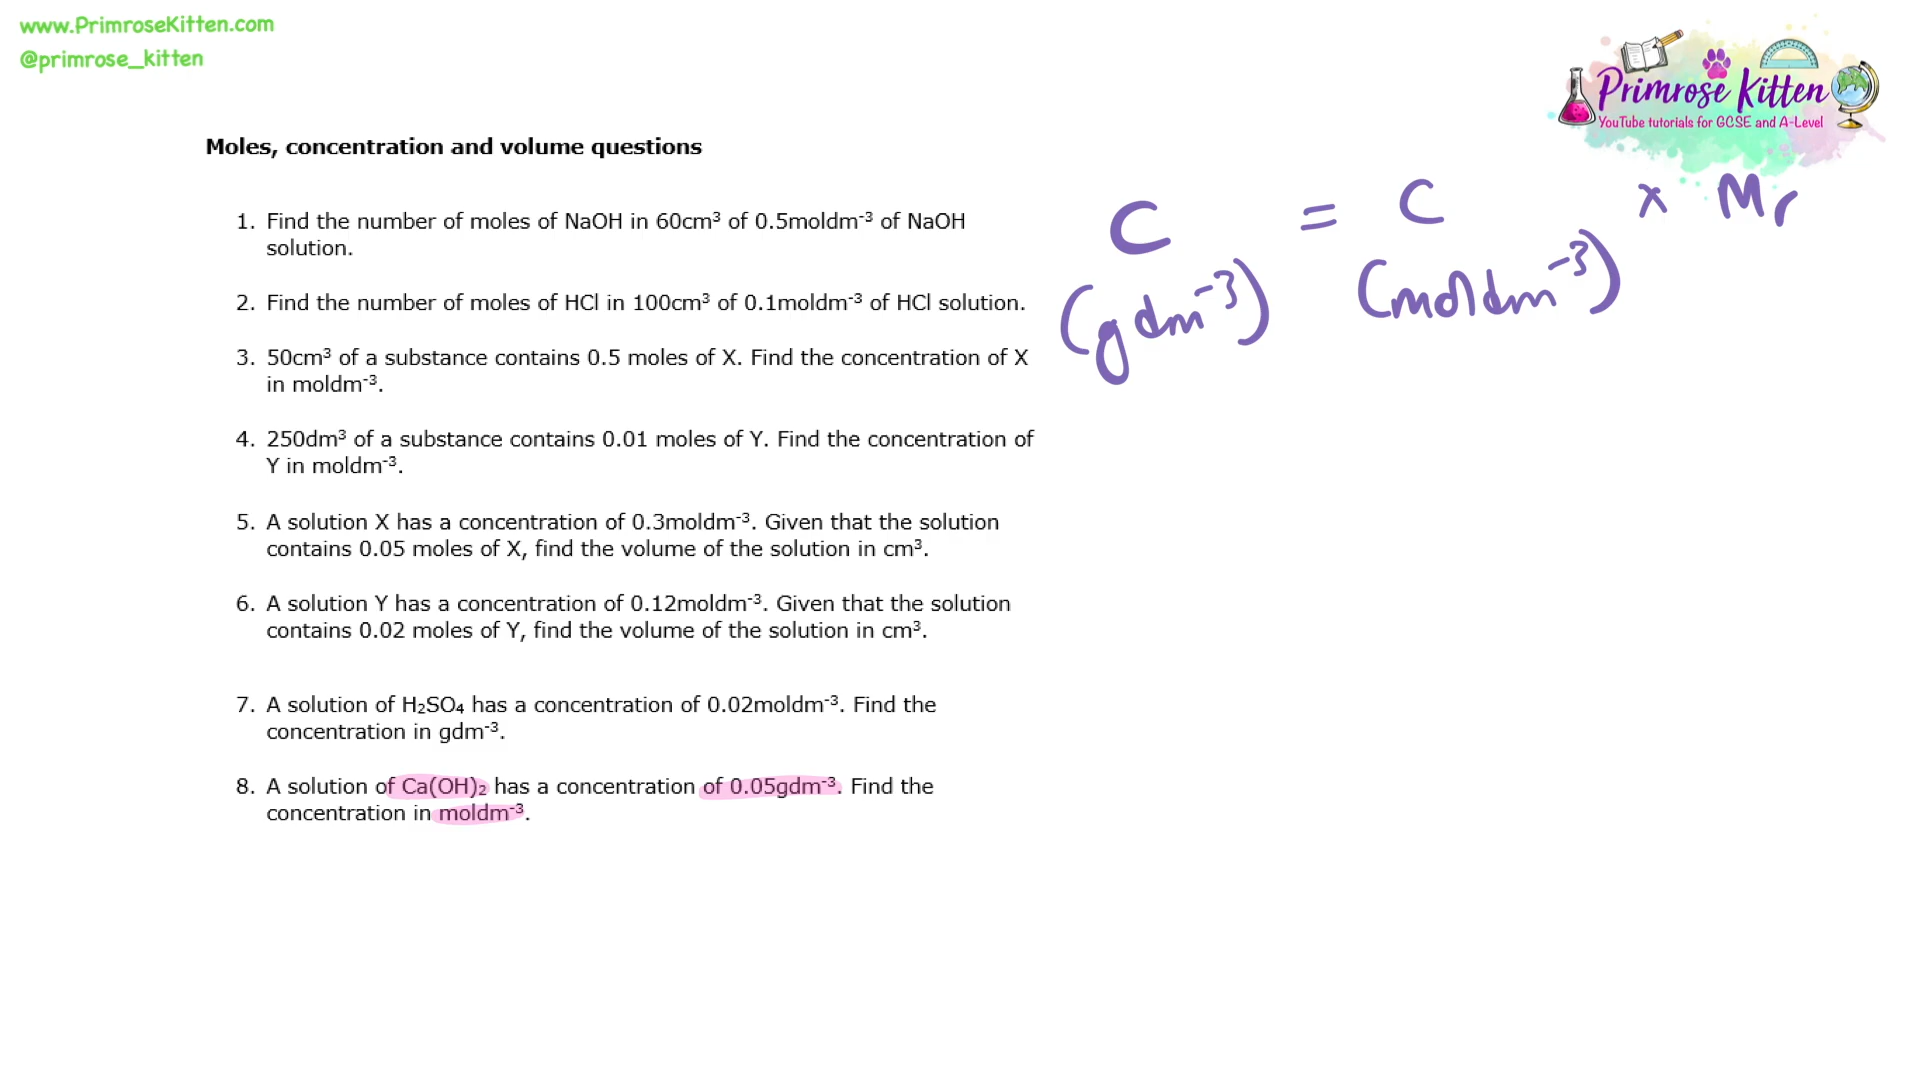 www.PrimroseKitten.com
@primrose_kitten
Primrose Kitten
YouTube tutorials for GCSE and A-Level
Moles, concentration and volume questions
1. Find the number of moles of NaOH in 60cm³ of 0.5moldm⁻³ of NaOH
solution.
2. Find the number of moles of HCl in 100cm³ of 0.1moldm⁻³ of HCl solution.
3. 50cm³ of a substance contains 0.5 moles of X. Find the concentration of X
in moldm⁻³.
4. 250dm³ of a substance contains 0.01 moles of Y. Find the concentration of
Y in moldm⁻³.
5. A solution X has a concentration of 0.3moldm⁻³. Given that the solution
contains 0.05 moles of X, find the volume of the solution in cm³.
6. A solution Y has a concentration of 0.12moldm⁻³. Given that the solution
contains 0.02 moles of Y, find the volume of the solution in cm³.
7. A solution of H₂SO₄ has a concentration of 0.02moldm⁻³. Find the
concentration in gdm⁻³.
8. A solution of Ca(OH)₂ has a concentration of 0.05gdm⁻³. Find the
concentration in moldm⁻³.
C = C × Mr
(gdm⁻³) (moldm⁻³)